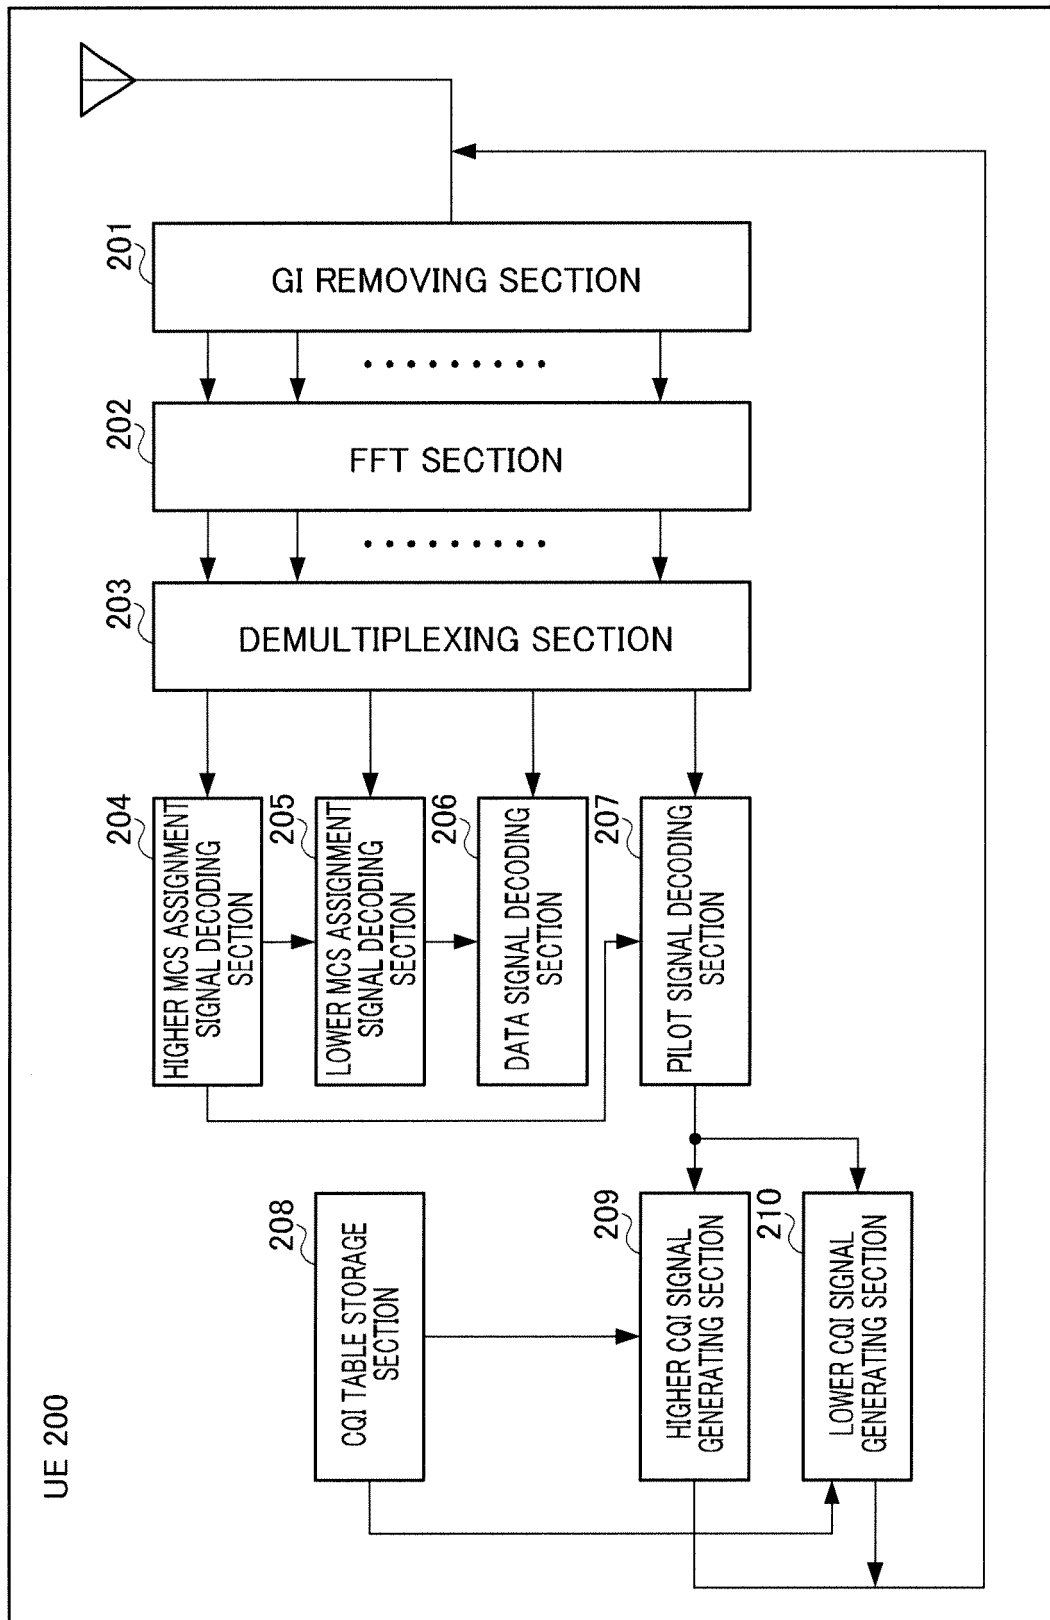 UE 200
201
GI REMOVING SECTION
202
FFT SECTION
203
DEMULTIPLEXING SECTION
204
HIGHER MCS ASSIGNMENT
SIGNAL DECODING
SECTION
205
LOWER MCS ASSIGNMENT
SIGNAL DECODING
SECTION
206
DATA SIGNAL DECODING
SECTION
207
PILOT SIGNAL DECODING
SECTION
208
CQI TABLE STORAGE
SECTION
209
HIGHER CQI SIGNAL
GENERATING SECTION
210
LOWER CQI SIGNAL
GENERATING SECTION